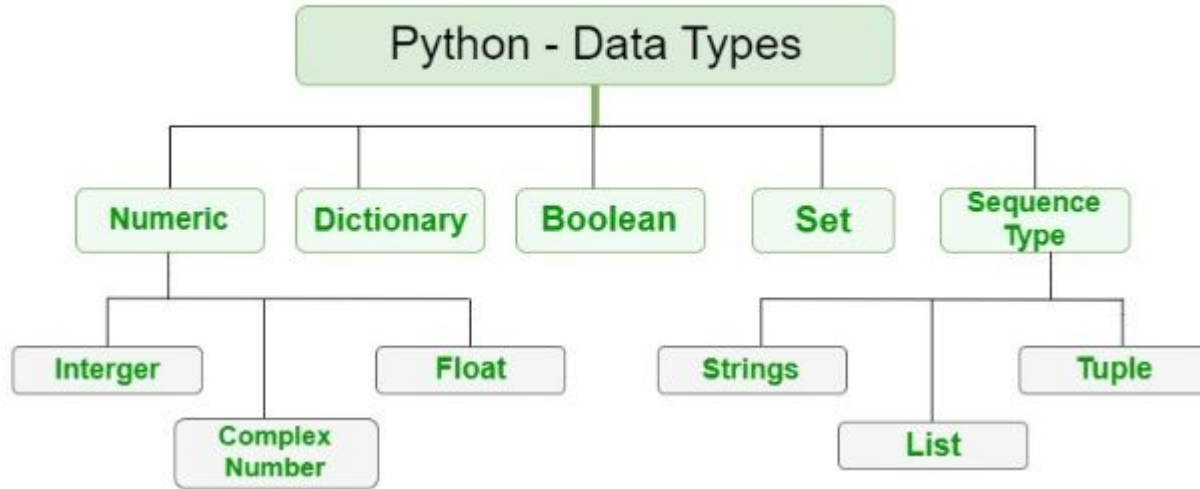 Python - Data Types
Numeric
Dictionary
Boolean
Set
Sequence
Type
Interger
Float
Strings
Tuple
Complex
Number
List